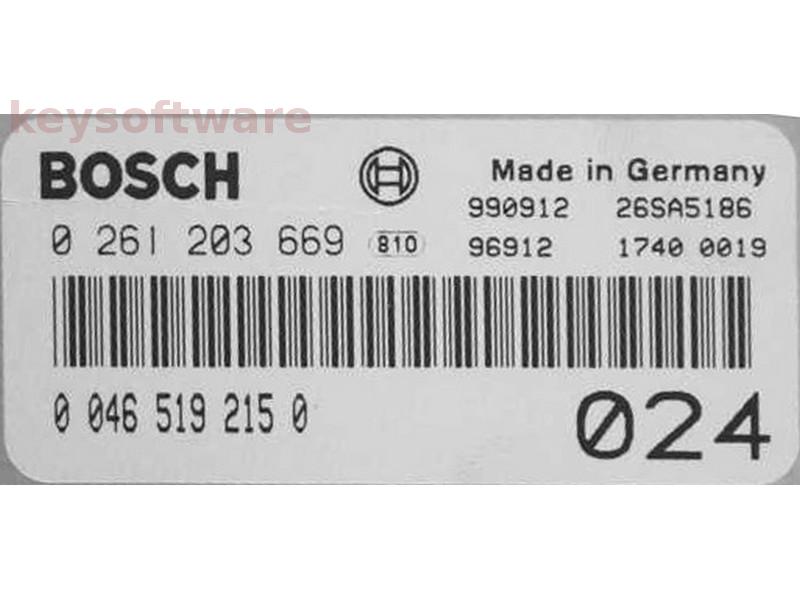 keysoftware
BOSCH Made in Germany
990912 26SA5186
0 261 203 669 810 96912 1740 0019
0 046 519 215 0 024